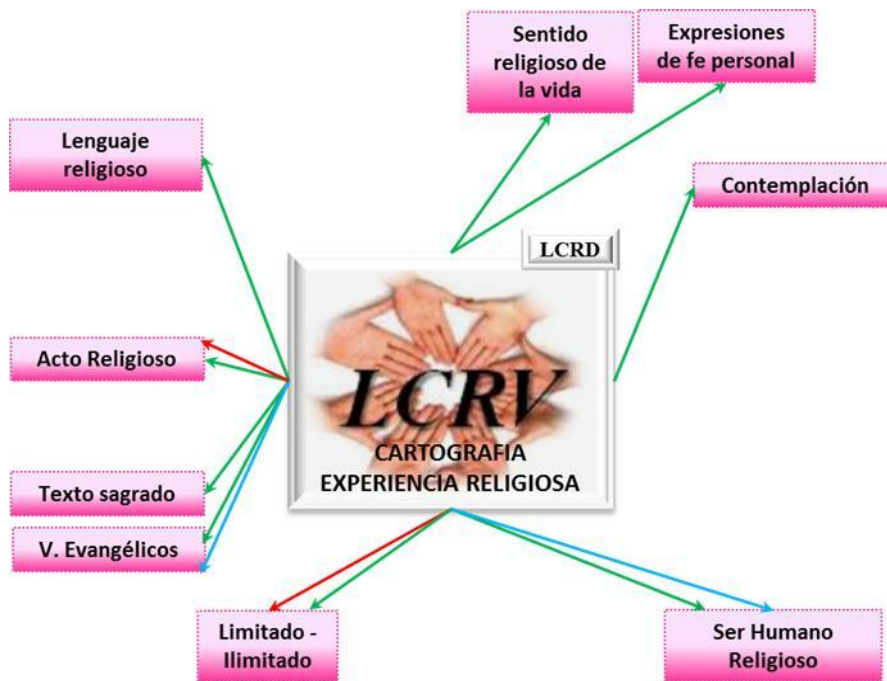 Sentido
religioso de
la vida
Expresiones
de fe personal
Lenguaje
religioso
Contemplación
LCRD
Acto Religioso
LCRV
CARTOGRAFIA
EXPERIENCIA RELIGIOSA
Texto sagrado
V. Evangélicos
Limitado -
Ilimitado
Ser Humano
Religioso